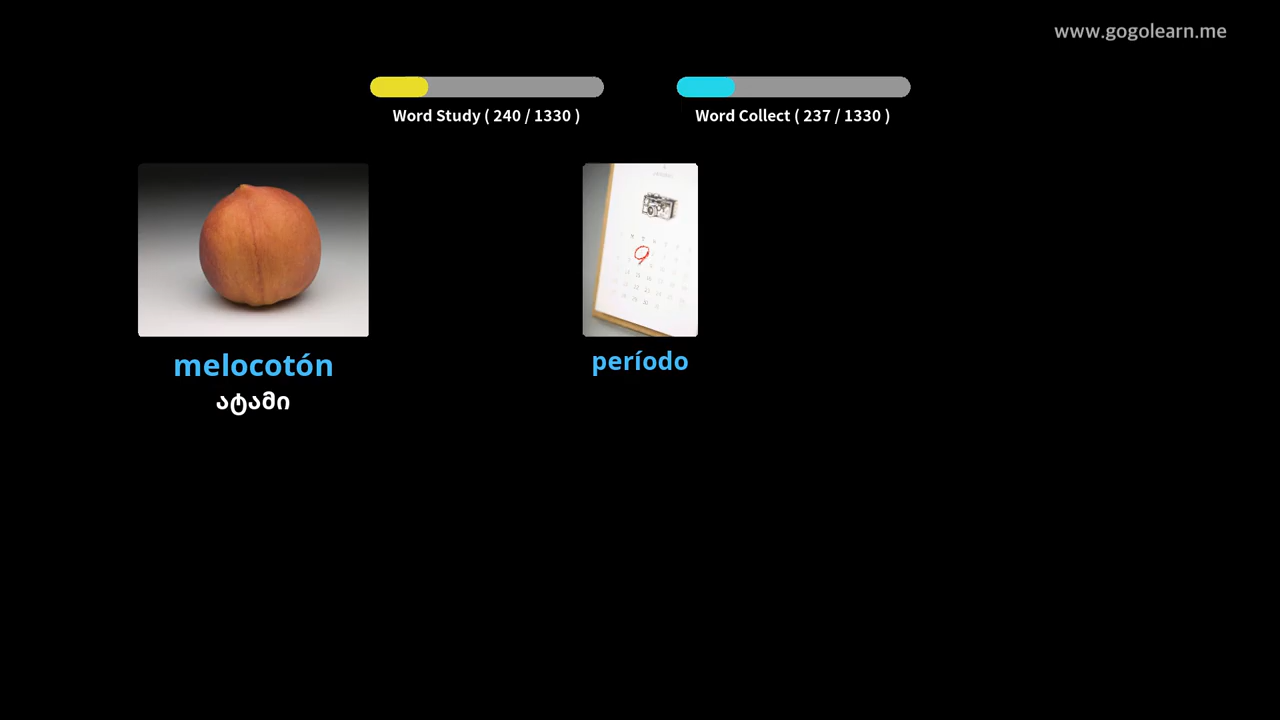 www.gogolearn.me
Word Study ( 240 / 1330 )
Word Collect ( 237 / 1330 )
melocotón
ატამი
período